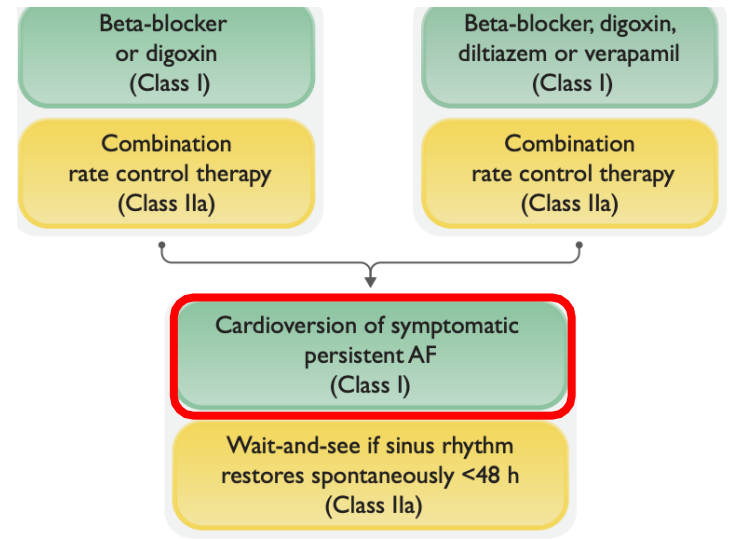 Beta-blocker
or digoxin
(Class I)
Beta-blocker, digoxin,
diltiazem or verapamil
(Class I)
Combination
rate control therapy
(Class IIa)
Combination
rate control therapy
(Class IIa)
Cardioversion of symptomatic
persistent AF
(Class I)
Wait-and-see if sinus rhythm
restores spontaneously <48 h
(Class IIa)